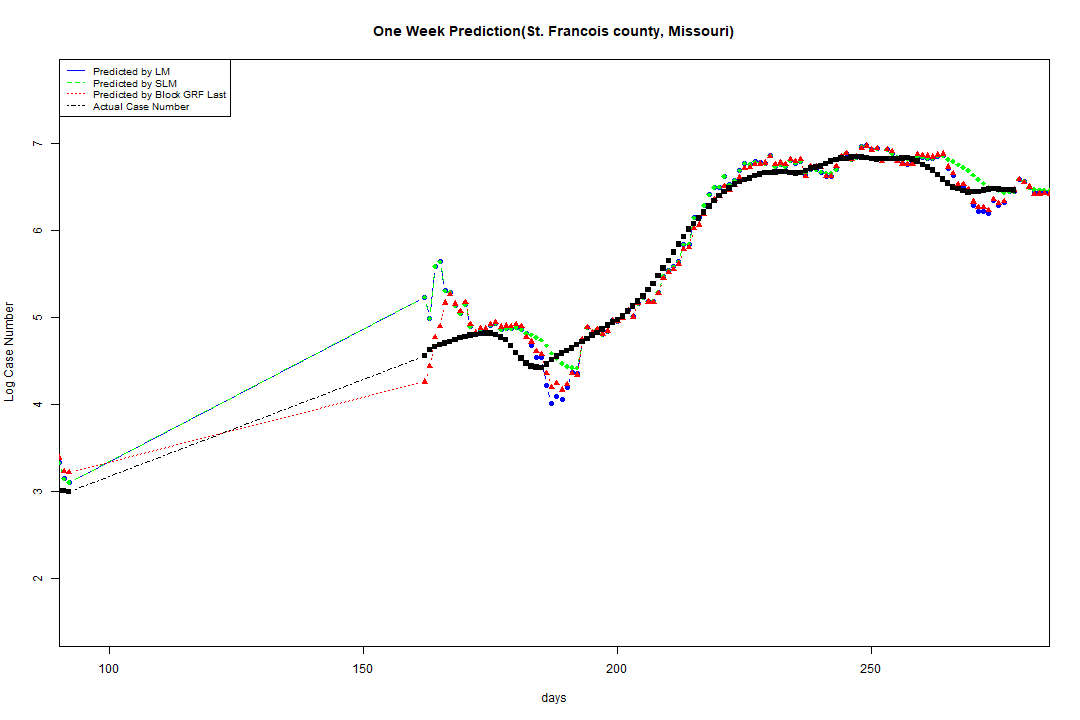 One Week Prediction(St. Francois county, Missouri)
Predicted by LM
Predicted by SLM
Predicted by Block GRF Last
Actual Case Number
7
6
5
4
3
2
Log Case Number
100 150 200 250
days